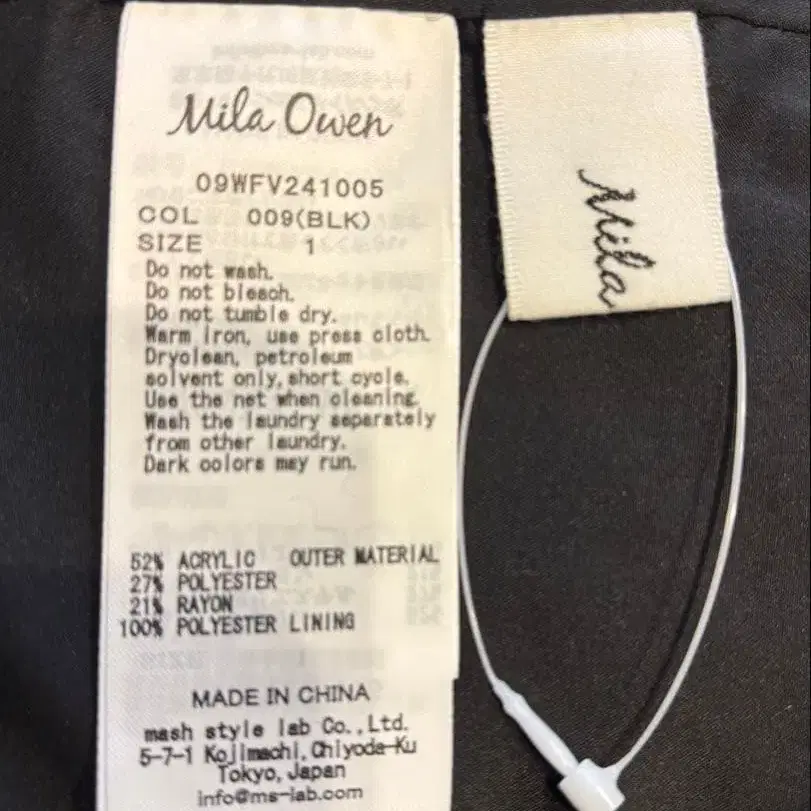 Mila Owen
09WFV241005
COL 009(BLK)
SIZE 1
Do not wash.
Do not bleach.
Do not tumble dry.
Warm iron, use press cloth.
Dryclean, petroleum
solvent only,short cycle.
Use the net when cleaning.
Wash the laundry separately
from other laundry.
Dark colors may run.
52% ACRYLIC OUTER MATERIAL
27% POLYESTER
21% RAYON
100% POLYESTER LINING
MADE IN CHINA
mash style lab Co.,Ltd.
5-7-1 Kojimachi,Chiyoda-Ku
Tokyo,Japan
info@ms-lab.com
Mila